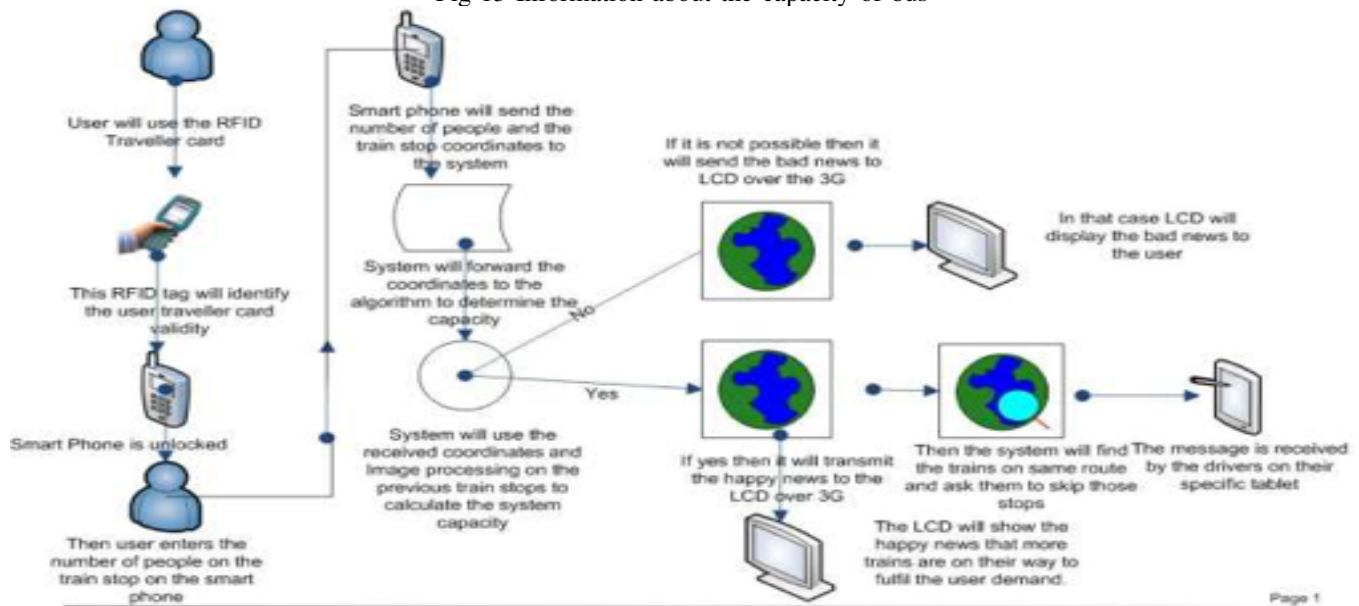 Fig 15 Information about the capacity of bus
User will use the RFID
Traveller card
This RFID tag will identify
the user traveller card
validity
Smart Phone is unlocked
Then user enters the
number of people on the
train stop on the smart
phone
Smart phone will send the
number of people and the
train stop coordinates to
the system
System will forward the
coordinates to the
algorithm to determine the
capacity
System will use the
received coordinates and
Image processing on the
previous train stops to
calculate the system
capacity
No
Yes
If it is not possible then it
will send the bad news to
LCD over the 3G
In that case LCD will
display the bad news to
the user
If yes then it will transmit
the happy news to the
LCD over 3G
The LCD will show the
happy news that more
trains are on their way to
fulfil the user demand.
Then the system will find
the trains on same route
and ask them to skip those
stops
The message is received
by the drivers on their
specific tablet
Page 1